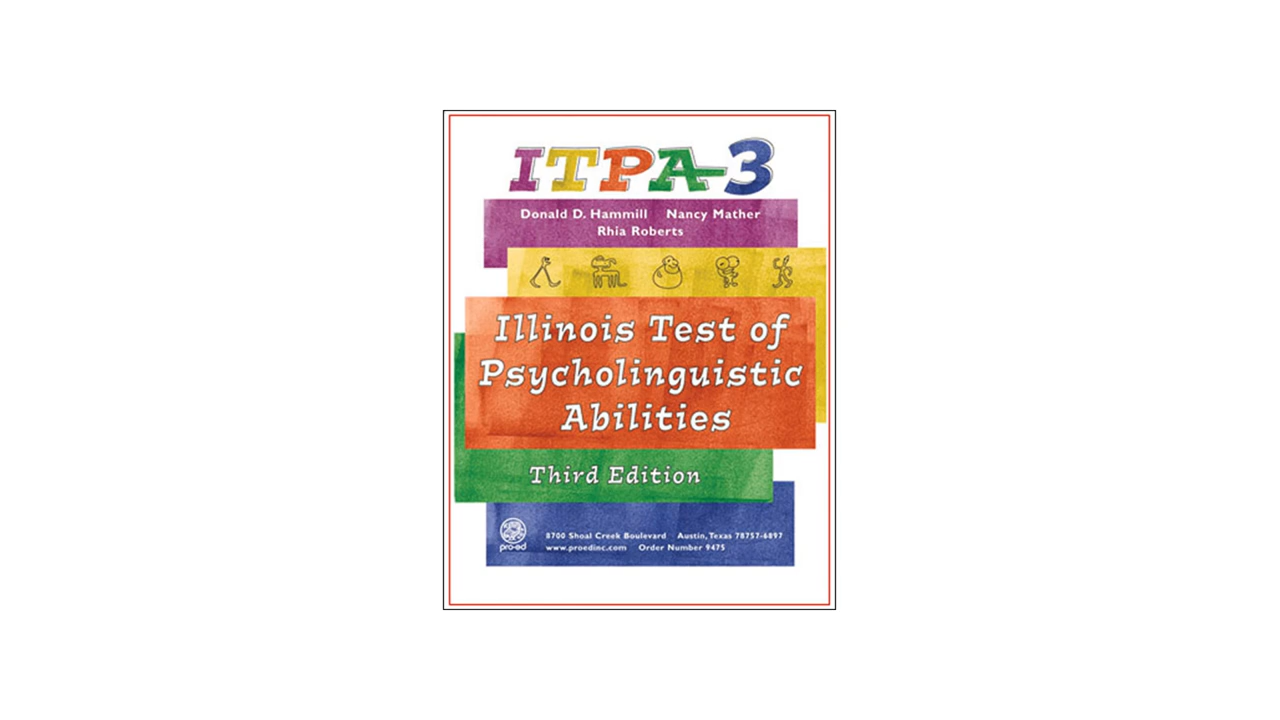 ITPA-3
Donald D. Hammill Nancy Mather
Rhia Roberts
Illinois Test of
Psycholinguistic
Abilities
Third Edition
pro·ed
8700 Shoal Creek Boulevard Austin, Texas 78757-6897
www.proedinc.com Order Number 9475